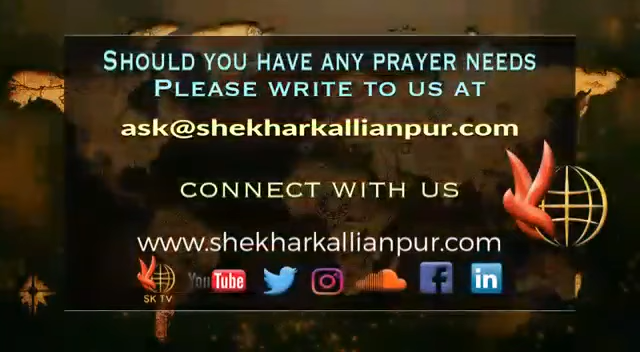 SHOULD YOU HAVE ANY PRAYER NEEDS
PLEASE WRITE TO US AT
ask@shekharkallianpur.com
CONNECT WITH US
www.shekharkallianpur.com
SK TV
YouTube
f
in